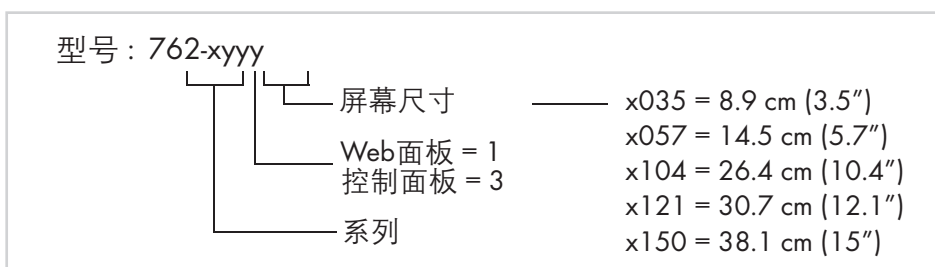 型号：762-xyyy
屏幕尺寸
x035 = 8.9 cm (3.5”)
x057 = 14.5 cm (5.7”)
Web面板 = 1
控制面板 = 3
x104 = 26.4 cm (10.4”)
x121 = 30.7 cm (12.1”)
系列
x150 = 38.1 cm (15”)